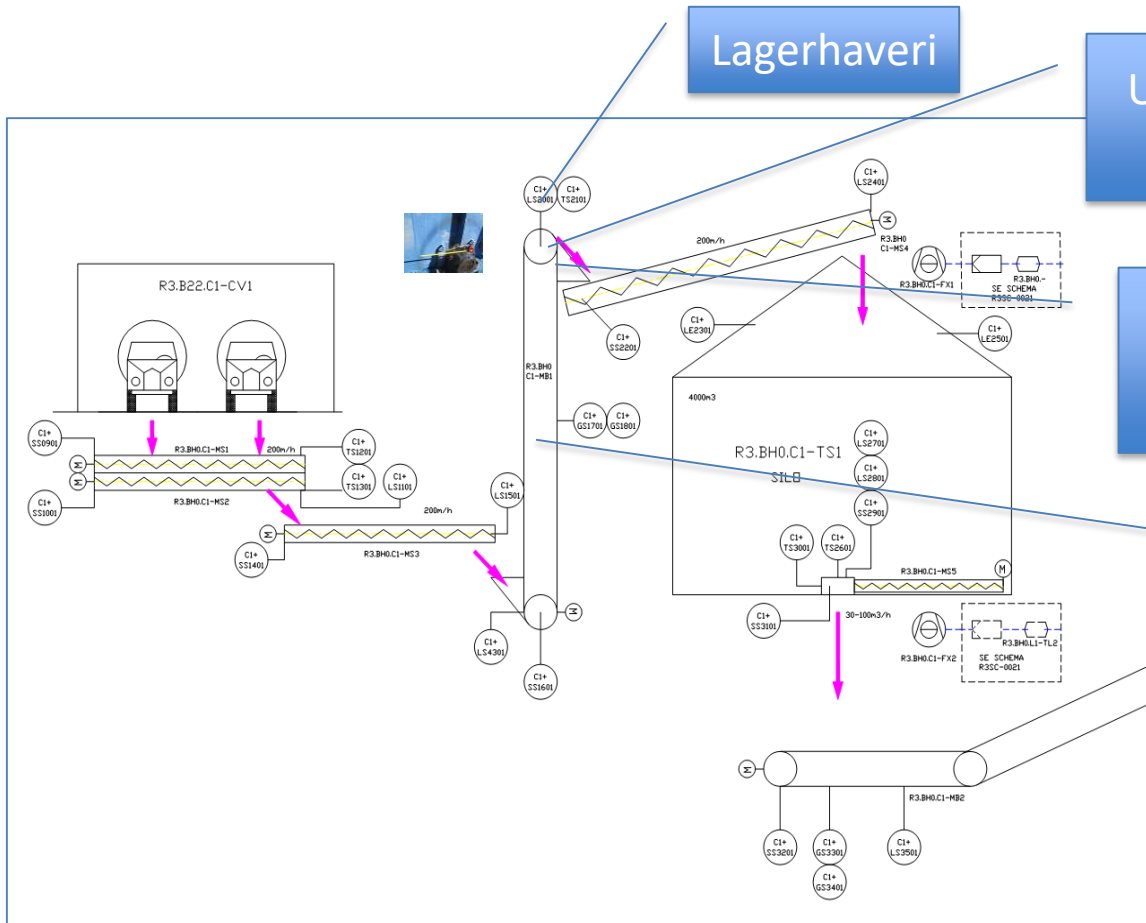 Lagerhaveri
U
C1+
LS2001
C1+
TS2101
C1+
LS2401
M
R3.BH0
C1-MS4
200m/h
R3.BH0.C1-FX1
R3.BH0.-
SE SCHEMA
R3SC-0021
R3.B22.C1-CV1
C1+
LE2301
C1+
LE2501
C1+
SS2201
R3.BH0
C1-MB1
4000m3
C1+
GS1701
C1+
GS1801
C1+
SS0901
R3.BH0.C1-MS1
200m/h
C1+
TS1201
M
M
C1+
TS1301
C1+
LS1101
C1+
SS1001
R3.BH0.C1-MS2
R3.BH0.C1-TS1
SILO
C1+
LS2701
C1+
LS2801
C1+
SS2901
200m/h
C1+
LS1501
M
C1+
SS1401
R3.BH0.C1-MS3
C1+
TS3001
C1+
TS2601
R3.BH0.C1-MS5
M
C1+
SS3101
30-100m3/h
M
C1+
LS4301
C1+
SS1601
R3.BH0.C1-FX2
R3.BH0.L1-TL2
SE SCHEMA
R3SC-0021
M
R3.BH0.C1-MB2
C1+
SS3201
C1+
GS3301
C1+
LS3501
C1+
GS3401